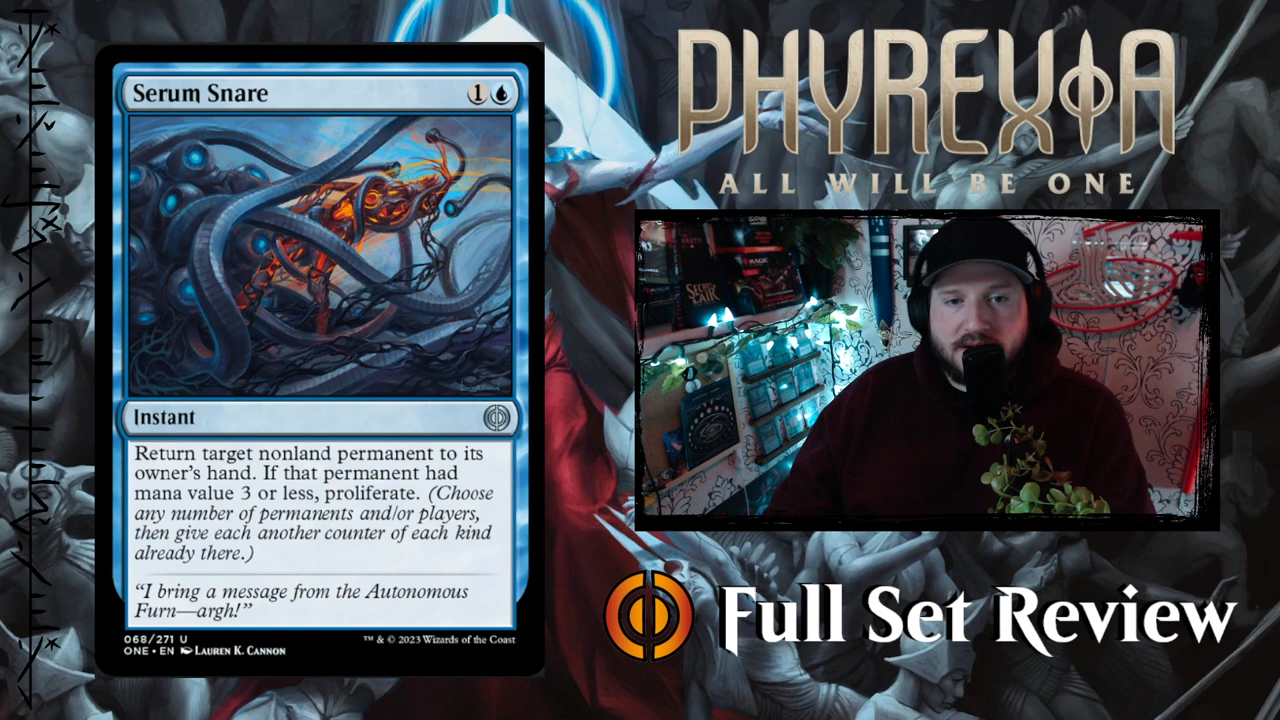 Serum Snare
1
Instant
Return target nonland permanent to its
owner's hand. If that permanent had
mana value 3 or less, proliferate. (Choose
any number of permanents and/or players,
then give each another counter of each kind
already there.)
"I bring a message from the Autonomous
Furn—argh!"
068/271 U
ONE • EN LAUREN K. CANNON
™ & © 2023 Wizards of the Coast
PHYREXIA
ALL WILL BE ONE
MAGIC
SECRET
LAIR
Full Set Review